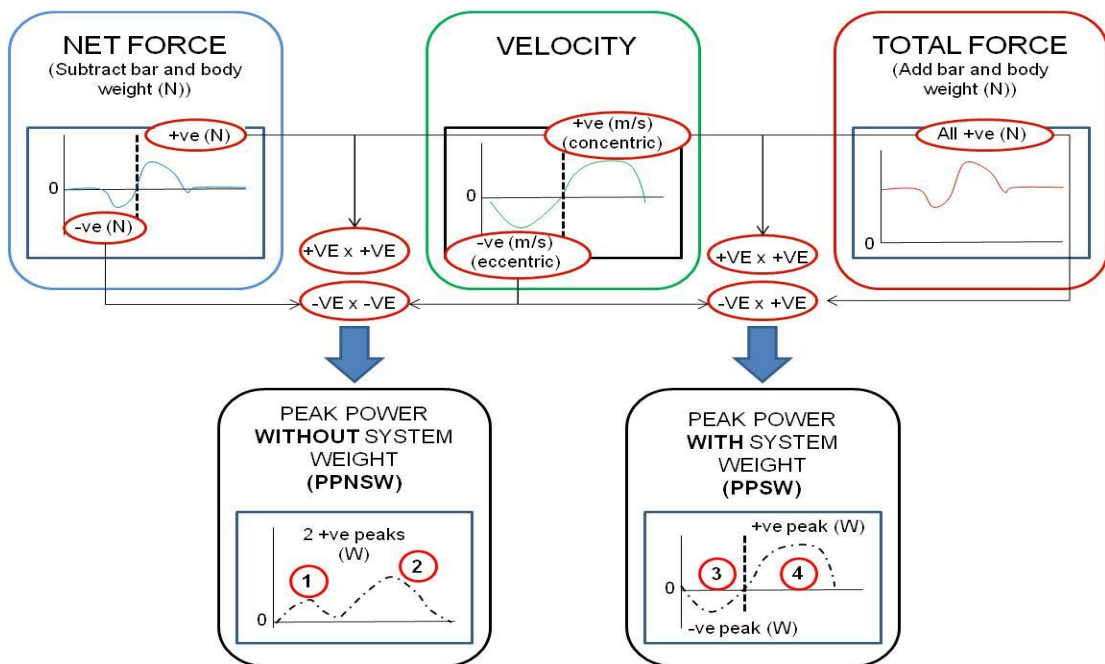 NET FORCE
(Subtract bar and body
weight (N))
+ve (N)
0
-ve (N)
VELOCITY
+ve (m/s)
(concentric)
0
-ve (m/s)
(eccentric)
TOTAL FORCE
(Add bar and body
weight (N))
All +ve (N)
0
+VE x +VE
-VE x -VE
+VE x +VE
-VE x +VE
PEAK POWER
WITHOUT SYSTEM
WEIGHT
(PPNSW)
2 +ve peaks
(W)
1
2
0
PEAK POWER
WITH SYSTEM
WEIGHT
(PPSW)
+ve peak (W)
3
4
0
-ve peak (W)